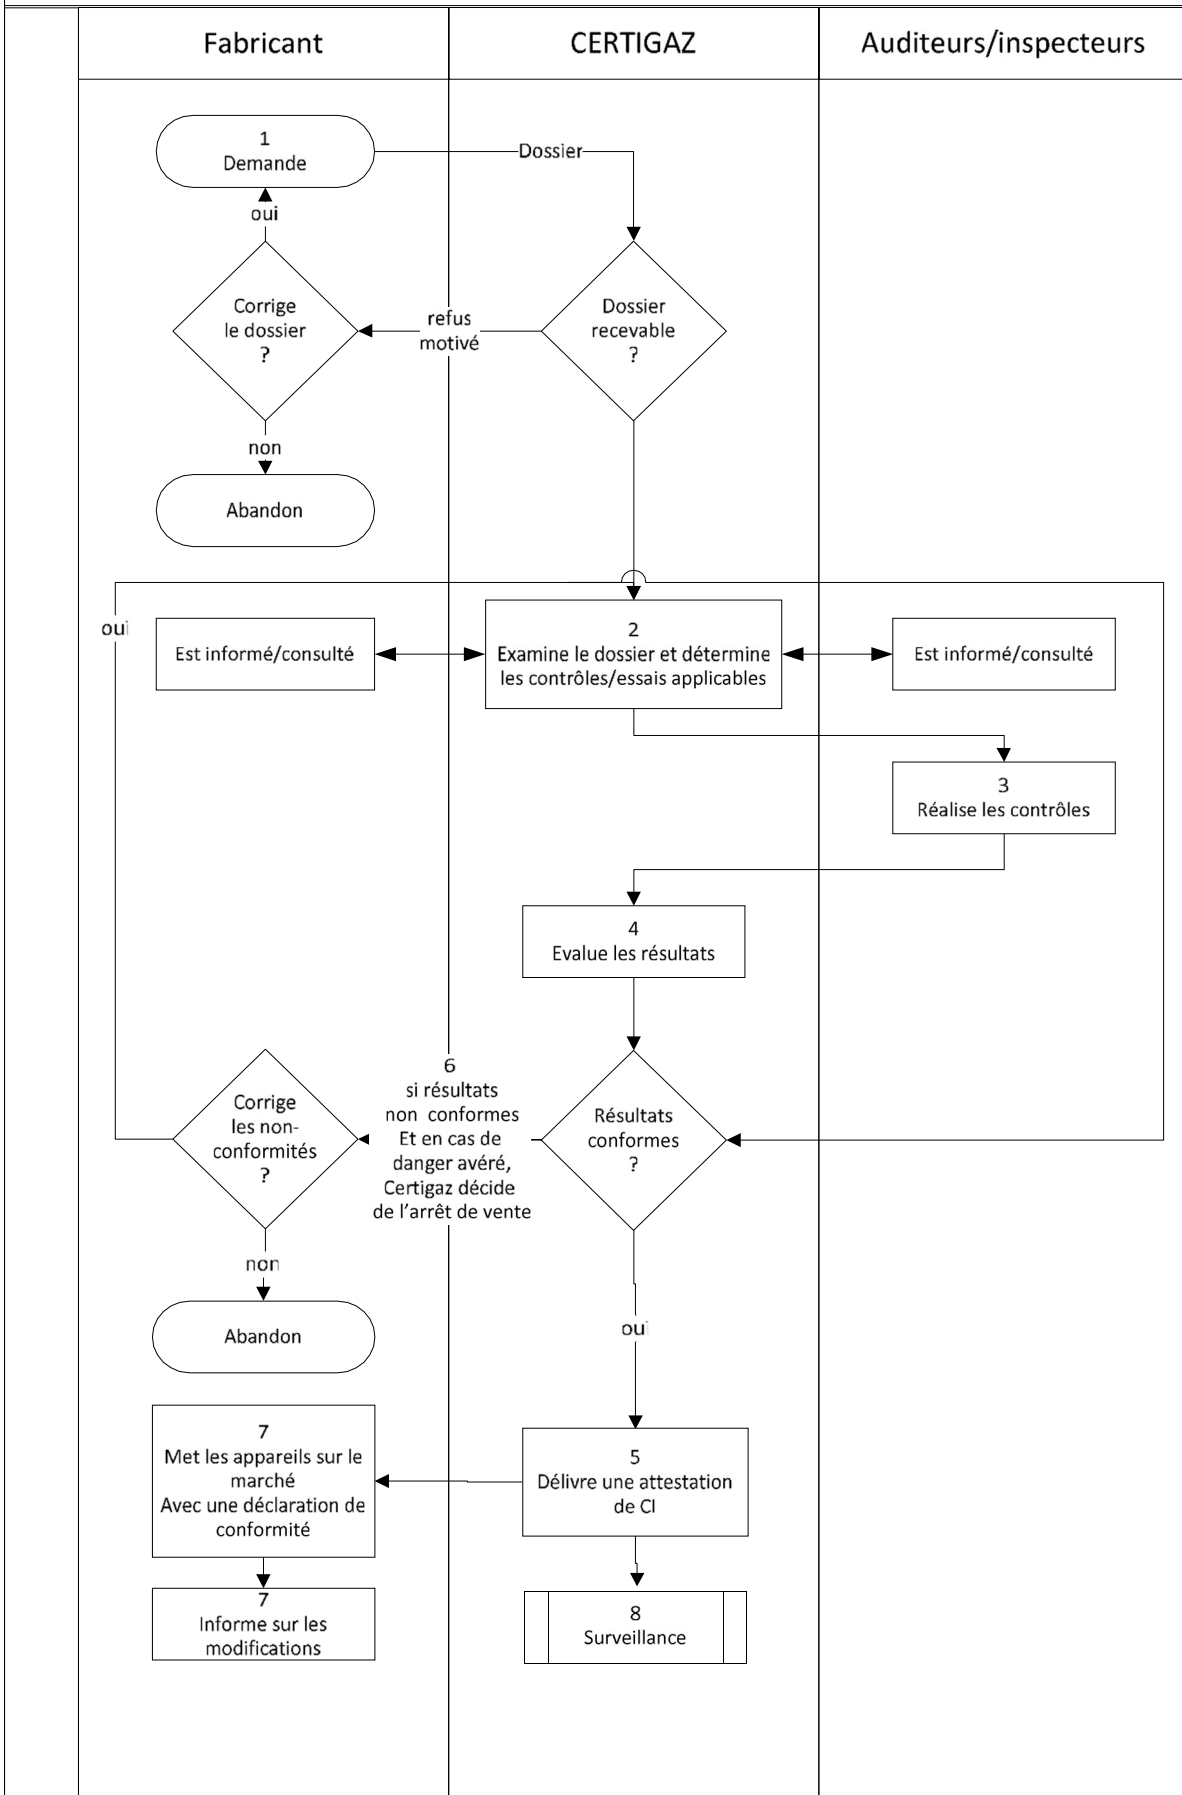 Fabricant
CERTIGAZ
Auditeurs/inspecteurs
1
Demande
Dossier
oui
Corrige
le dossier
?
refus
motivé
Dossier
recevable
?
non
Abandon
oui
Est informé/consulté
2
Examine le dossier et détermine
les contrôles/essais applicables
Est informé/consulté
3
Réalise les contrôles
4
Evalue les résultats
Corrige
les non-
conformités
?
6
si résultats
non conformes
Et en cas de
danger avéré,
Certigaz décide
de l'arrêt de vente
Résultats
conformes
?
non
Abandon
oui
7
Met les appareils sur le
marché
Avec une déclaration de
conformité
5
Délivre une attestation
de CI
7
Informe sur les
modifications
8
Surveillance